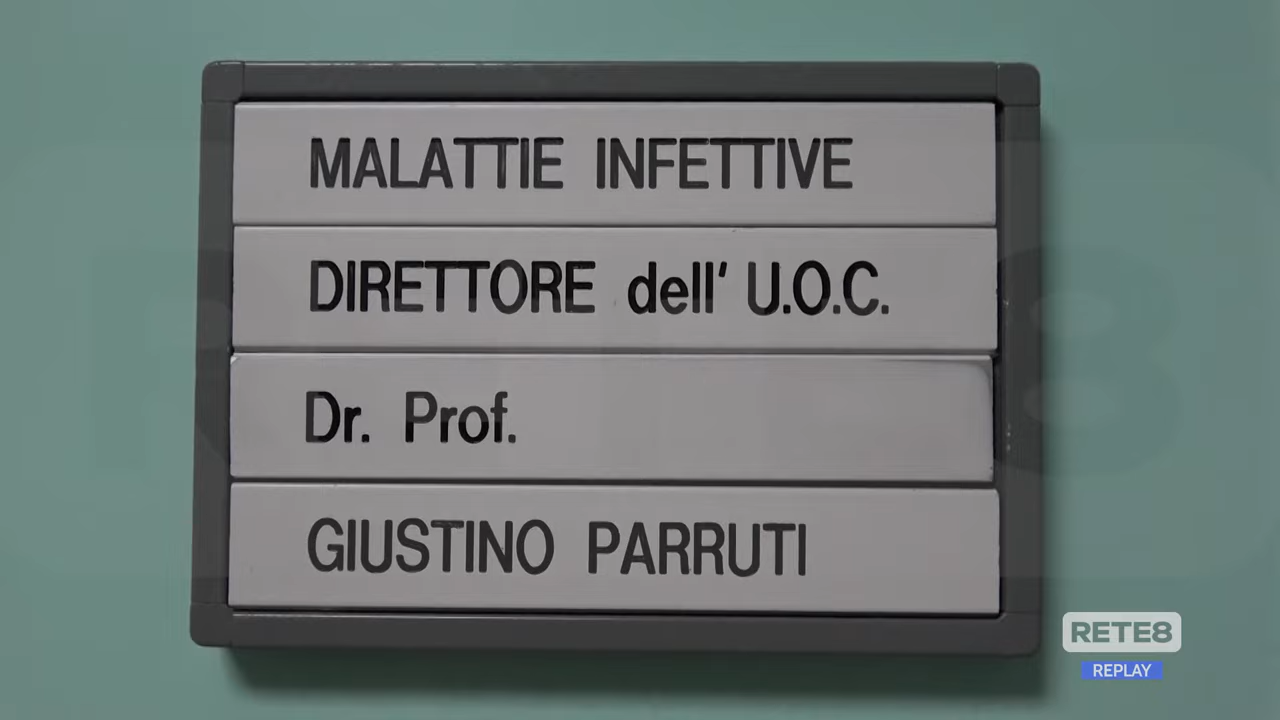 MALATTIE INFETTIVE
DIRETTORE dell' U.O.C.
Dr. Prof.
GIUSTINO PARRUTI
RETE8
REPLAY